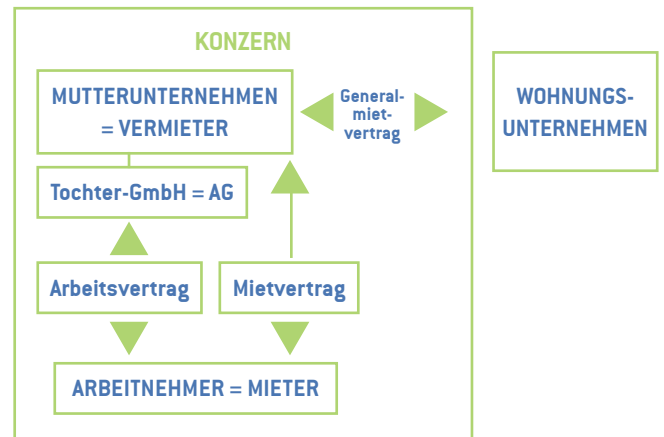 KONZERN
MUTTERUNTERNEHMEN
= VERMIETER
General-
miet-
vertrag
WOHNUNGS-
UNTERNEHMEN
Tochter-GmbH = AG
Arbeitsvertrag
Mietvertrag
ARBEITNEHMER = MIETER